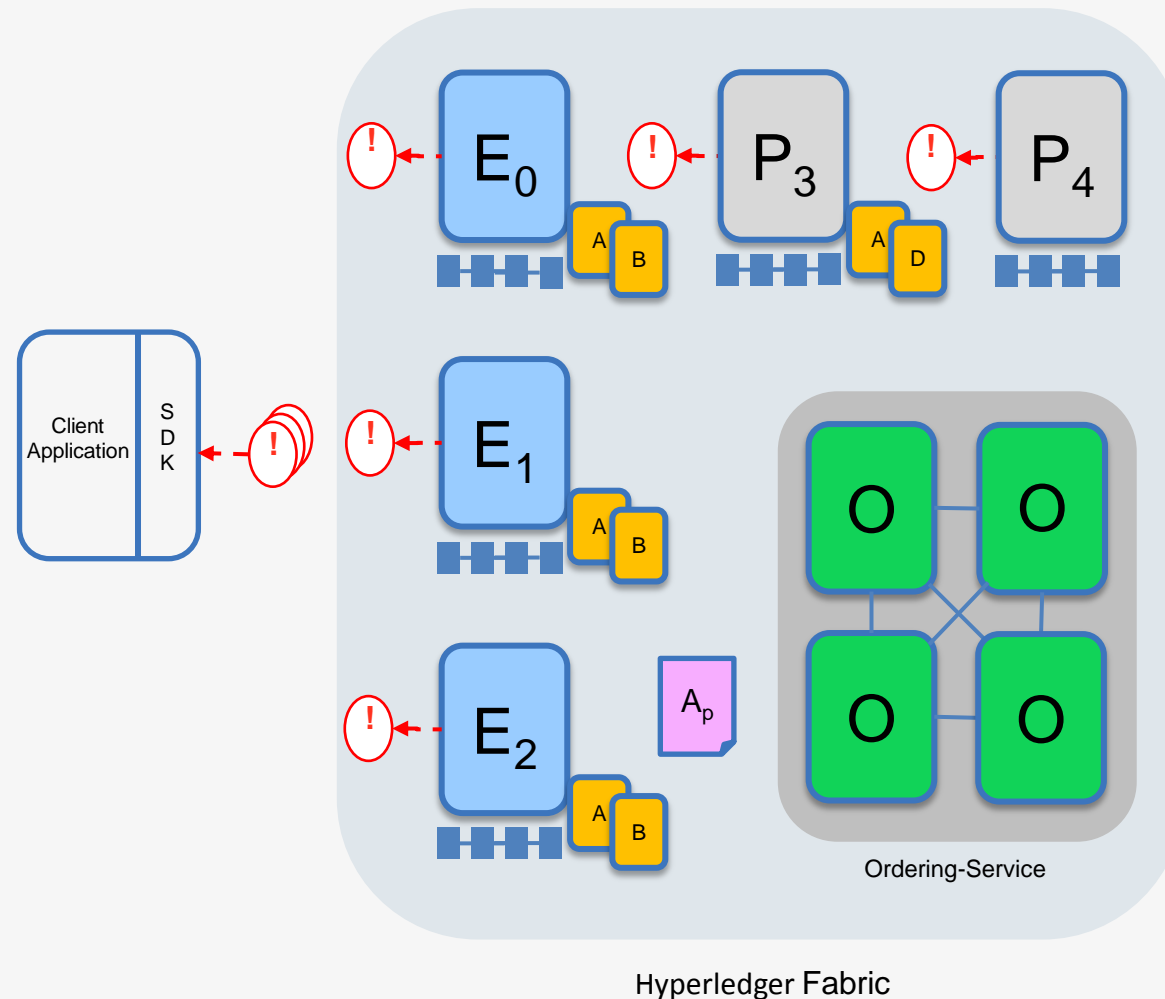 ! E0 ! P3 ! P4
A B A D
Client
Application
S
D
K
!
! E1
A B
O O
! E2
A B
Ap
O O
Ordering-Service
Hyperledger Fabric